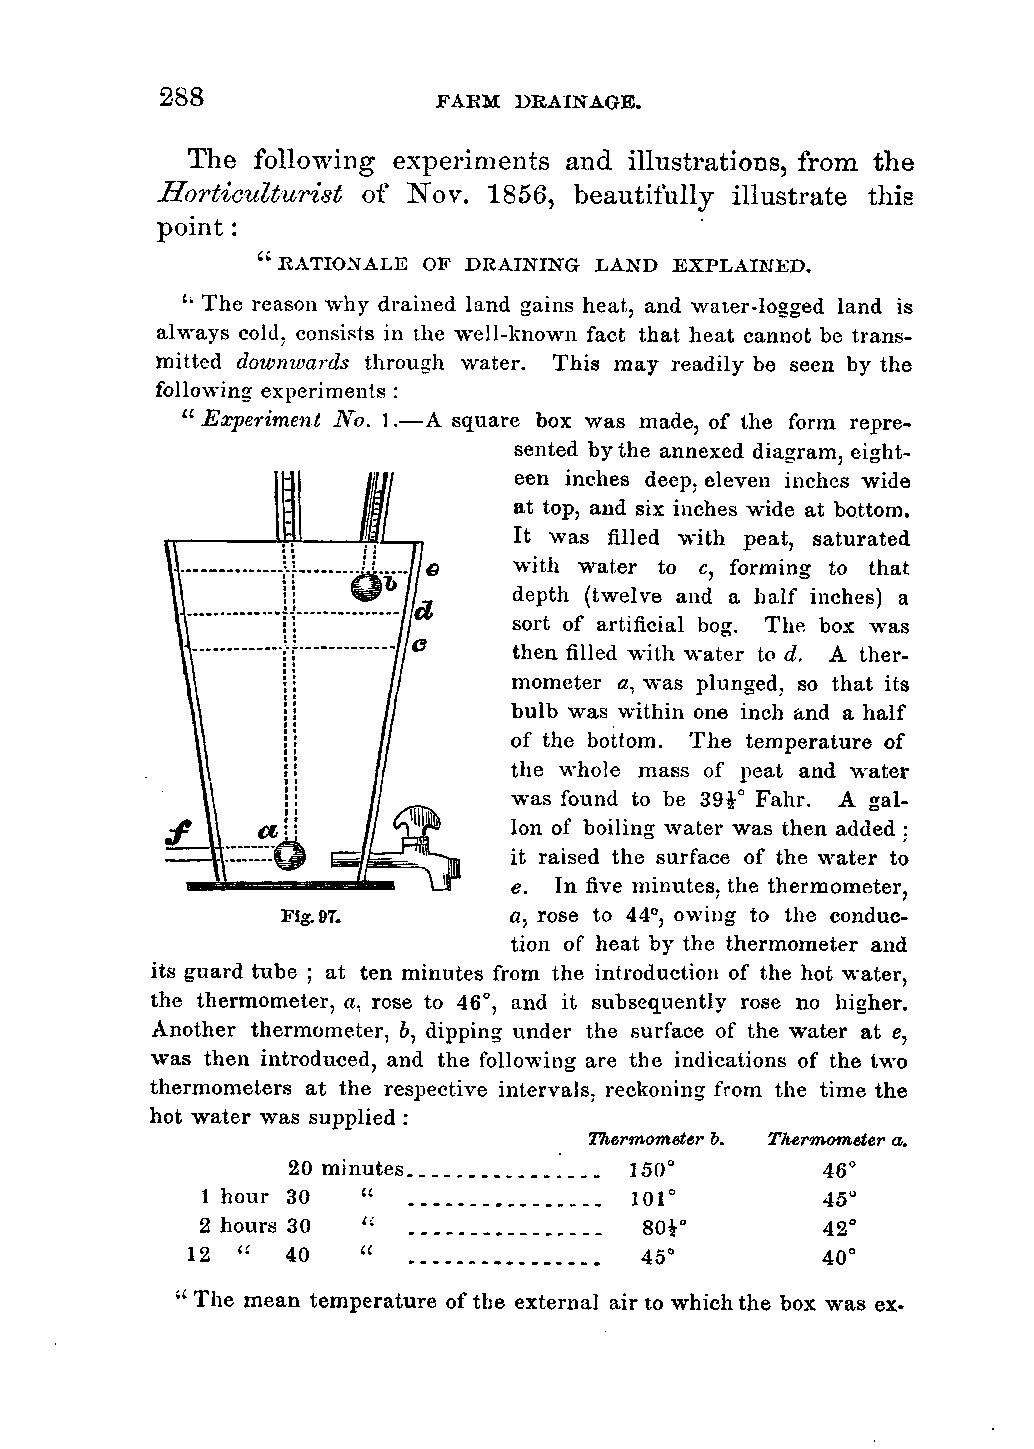 288 FARM DRAINAGE.
The following experiments and illustrations, from the
Horticulturist of Nov. 1856, beautifully illustrate this
point :
“ RATIONALE OF DRAINING LAND EXPLAINED.
“ The reason why drained land gains heat, and water-logged land is
always cold, consists in the well-known fact that heat cannot be trans-
mitted downwards through water. This may readily be seen by the
following experiments :
“ Experiment No. 1.—A square box was made, of the form repre-
sented by the annexed diagram, eight-
een inches deep, eleven inches wide
at top, and six inches wide at bottom.
It was filled with peat, saturated
with water to c, forming to that
depth (twelve and a half inches) a
sort of artificial bog. The box was
then filled with water to d. A ther-
mometer a, was plunged, so that its
bulb was within one inch and a half
of the bottom. The temperature of
the whole mass of peat and water
was found to be 39½° Fahr. A gal-
lon of boiling water was then added ;
it raised the surface of the water to
e. In five minutes, the thermometer,
a, rose to 44°, owing to the conduc-
tion of heat by the thermometer and
e
b
d
c
f
a
Fig. 97.
its guard tube ; at ten minutes from the introduction of the hot water,
the thermometer, a, rose to 46°, and it subsequently rose no higher.
Another thermometer, b, dipping under the surface of the water at e,
was then introduced, and the following are the indications of the two
thermometers at the respective intervals, reckoning from the time the
hot water was supplied :
Thermometer b. Thermometer a.
20 minutes................ 150° 46°
1 hour 30 “ ................ 101° 45°
2 hours 30 “ ................ 80½° 42°
12 “ 40 “ ................ 45° 40°
“ The mean temperature of the external air to which the box was ex-